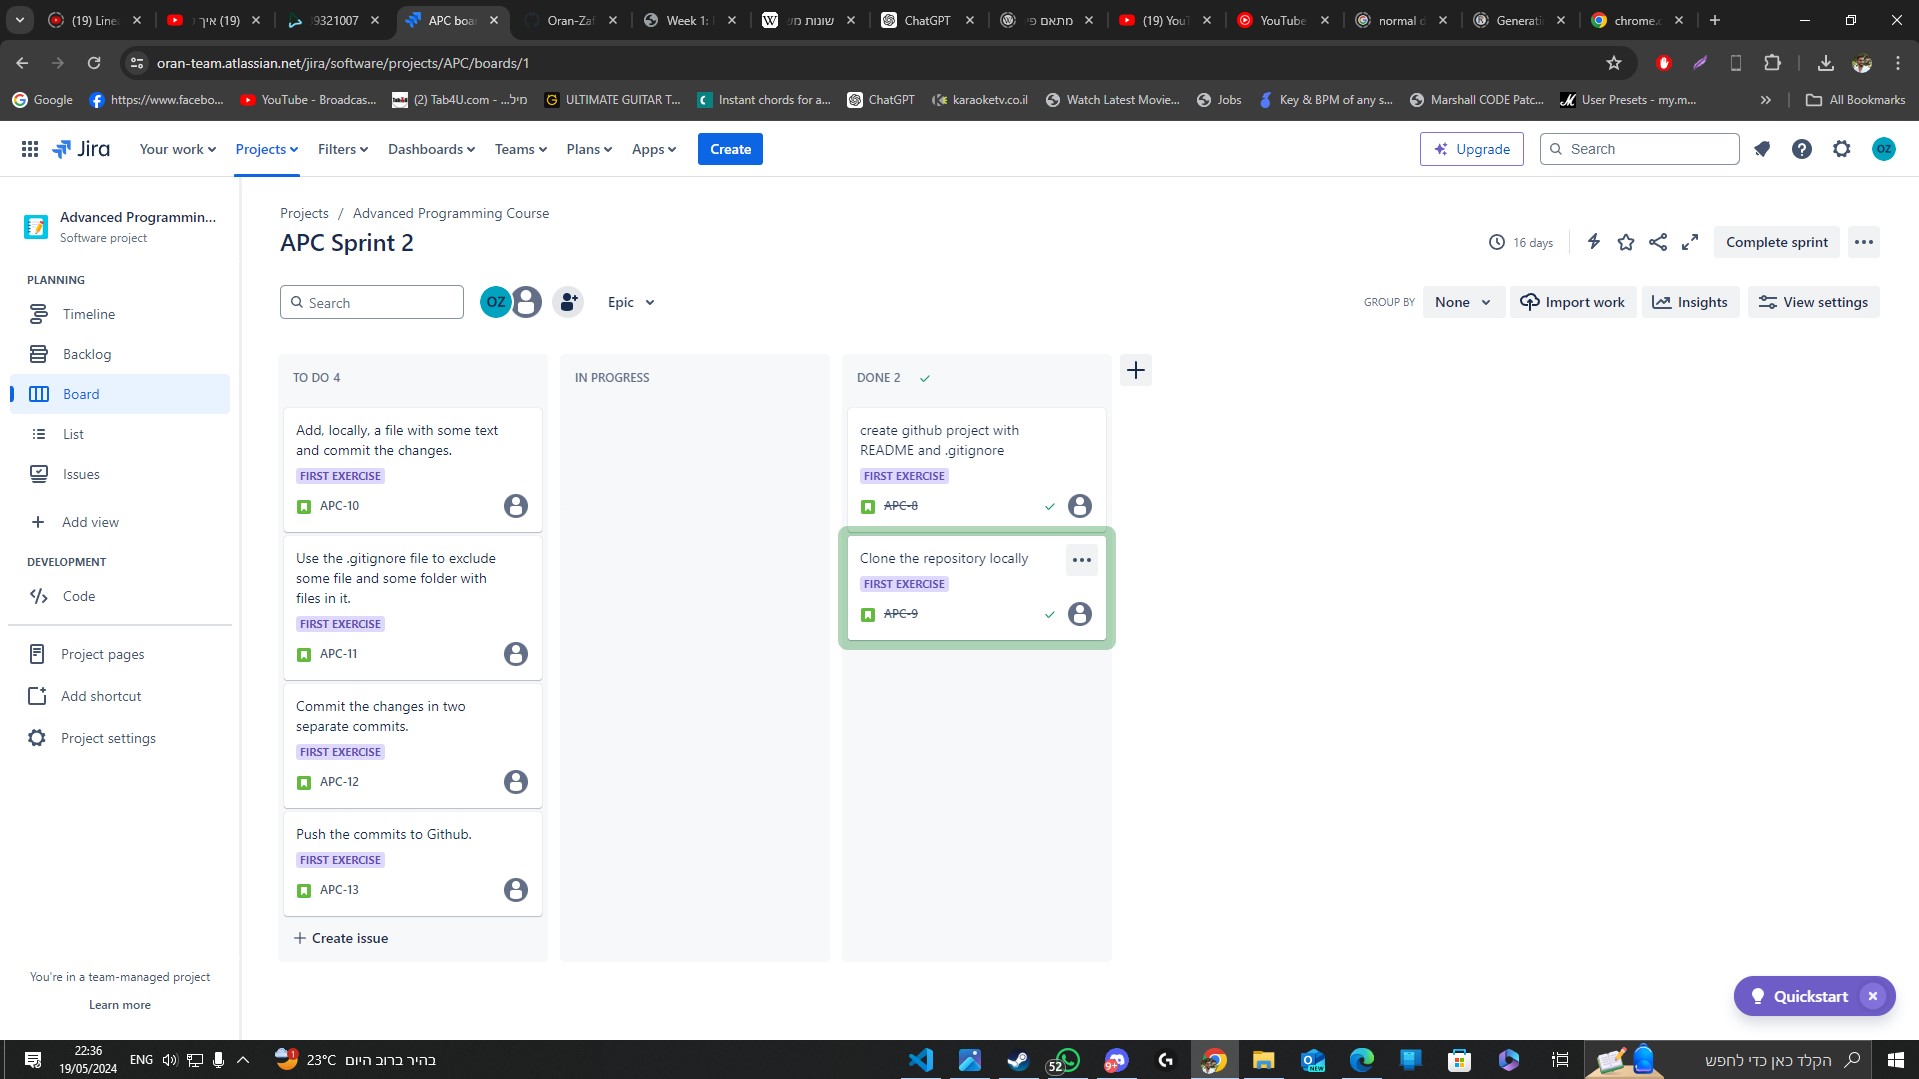 (19) Linea
(19) איך
39321007
APC boa
Oran-Zaf
Week 1:
שונות מש
ChatGPT
מתאם פי
(19) YouT
YouTube
normal d
Generati
chrome.
oran-team.atlassian.net/jira/software/projects/APC/boards/1
Google
https://www.facebo...
YouTube - Broadcas...
(2) Tab4U.com - ...מיל
ULTIMATE GUITAR T...
Instant chords for a...
ChatGPT
karaoketv.co.il
Watch Latest Movie...
Jobs
Key & BPM of any s...
Marshall CODE Patc...
User Presets - my.m...
All Bookmarks
Jira
Your work
Projects
Filters
Dashboards
Teams
Plans
Apps
Create
Upgrade
Search
OZ
Advanced Programmin...
Software project
PLANNING
Timeline
Backlog
Board
List
Issues
Add view
DEVELOPMENT
Code
Project pages
Add shortcut
Project settings
You're in a team-managed project
Learn more
Projects / Advanced Programming Course
APC Sprint 2
16 days
Complete sprint
Search
OZ
Epic
GROUP BY
None
Import work
Insights
View settings
TO DO 4
Add, locally, a file with some text
and commit the changes.
FIRST EXERCISE
APC-10
Use the .gitignore file to exclude
some file and some folder with
files in it.
FIRST EXERCISE
APC-11
Commit the changes in two
separate commits.
FIRST EXERCISE
APC-12
Push the commits to Github.
FIRST EXERCISE
APC-13
Create issue
IN PROGRESS
DONE 2
create github project with
README and .gitignore
FIRST EXERCISE
APC-8
Clone the repository locally
FIRST EXERCISE
APC-9
Quickstart
22:36
19/05/2024
ENG
1
23°C בהיר ברוב היום
52
9+
NEW
הקלד כאן כדי לחפש